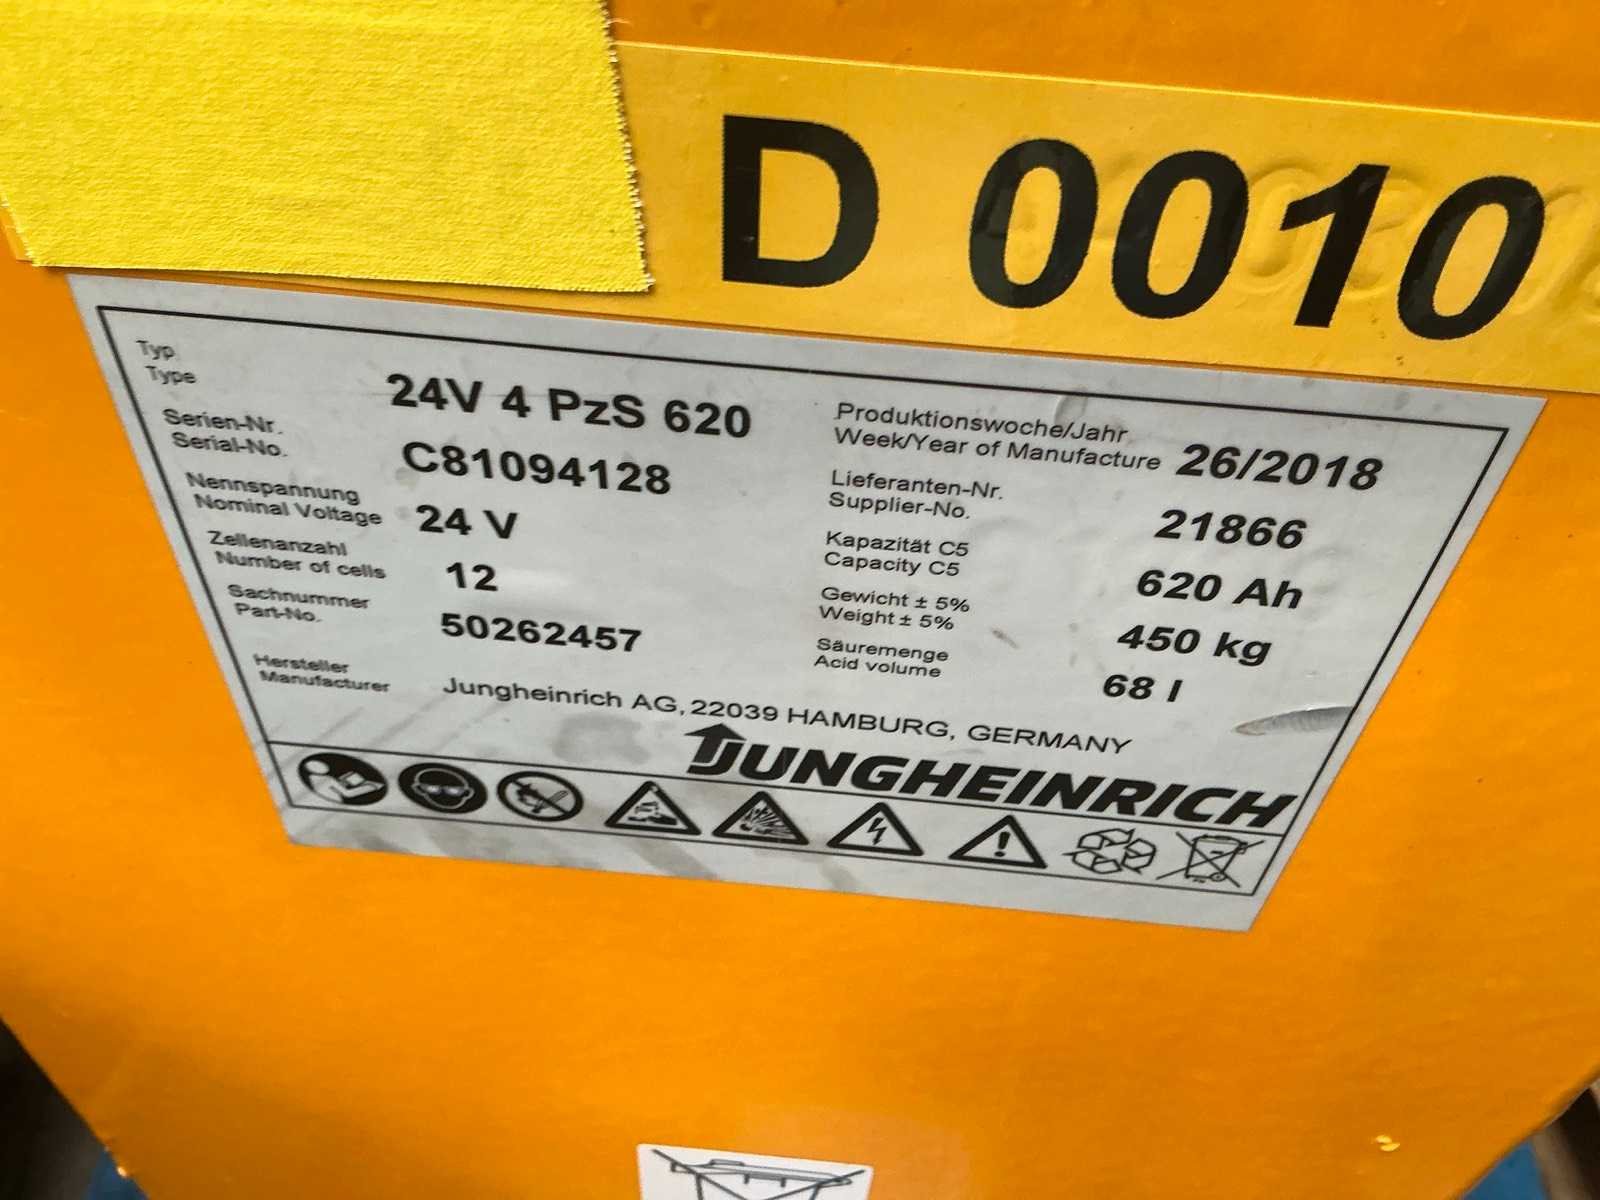 D 0010
Typ
Type
24V 4 PzS 620
Serien-Nr.
Serial-No.
C81094128
Nennspannung
Nominal Voltage
24 V
Zellenanzahl
Number of cells
12
Sachnummer
Part-No.
50262457
Produktionswoche/Jahr
Week/Year of Manufacture
26/2018
Lieferanten-Nr.
Supplier-No.
21866
Kapazität C5
Capacity C5
620 Ah
Gewicht ± 5%
Weight ± 5%
450 kg
Säuremenge
Acid volume
68 l
Hersteller
Manufacturer
Jungheinrich AG, 22039 HAMBURG, GERMANY
JUNGHEINRICH